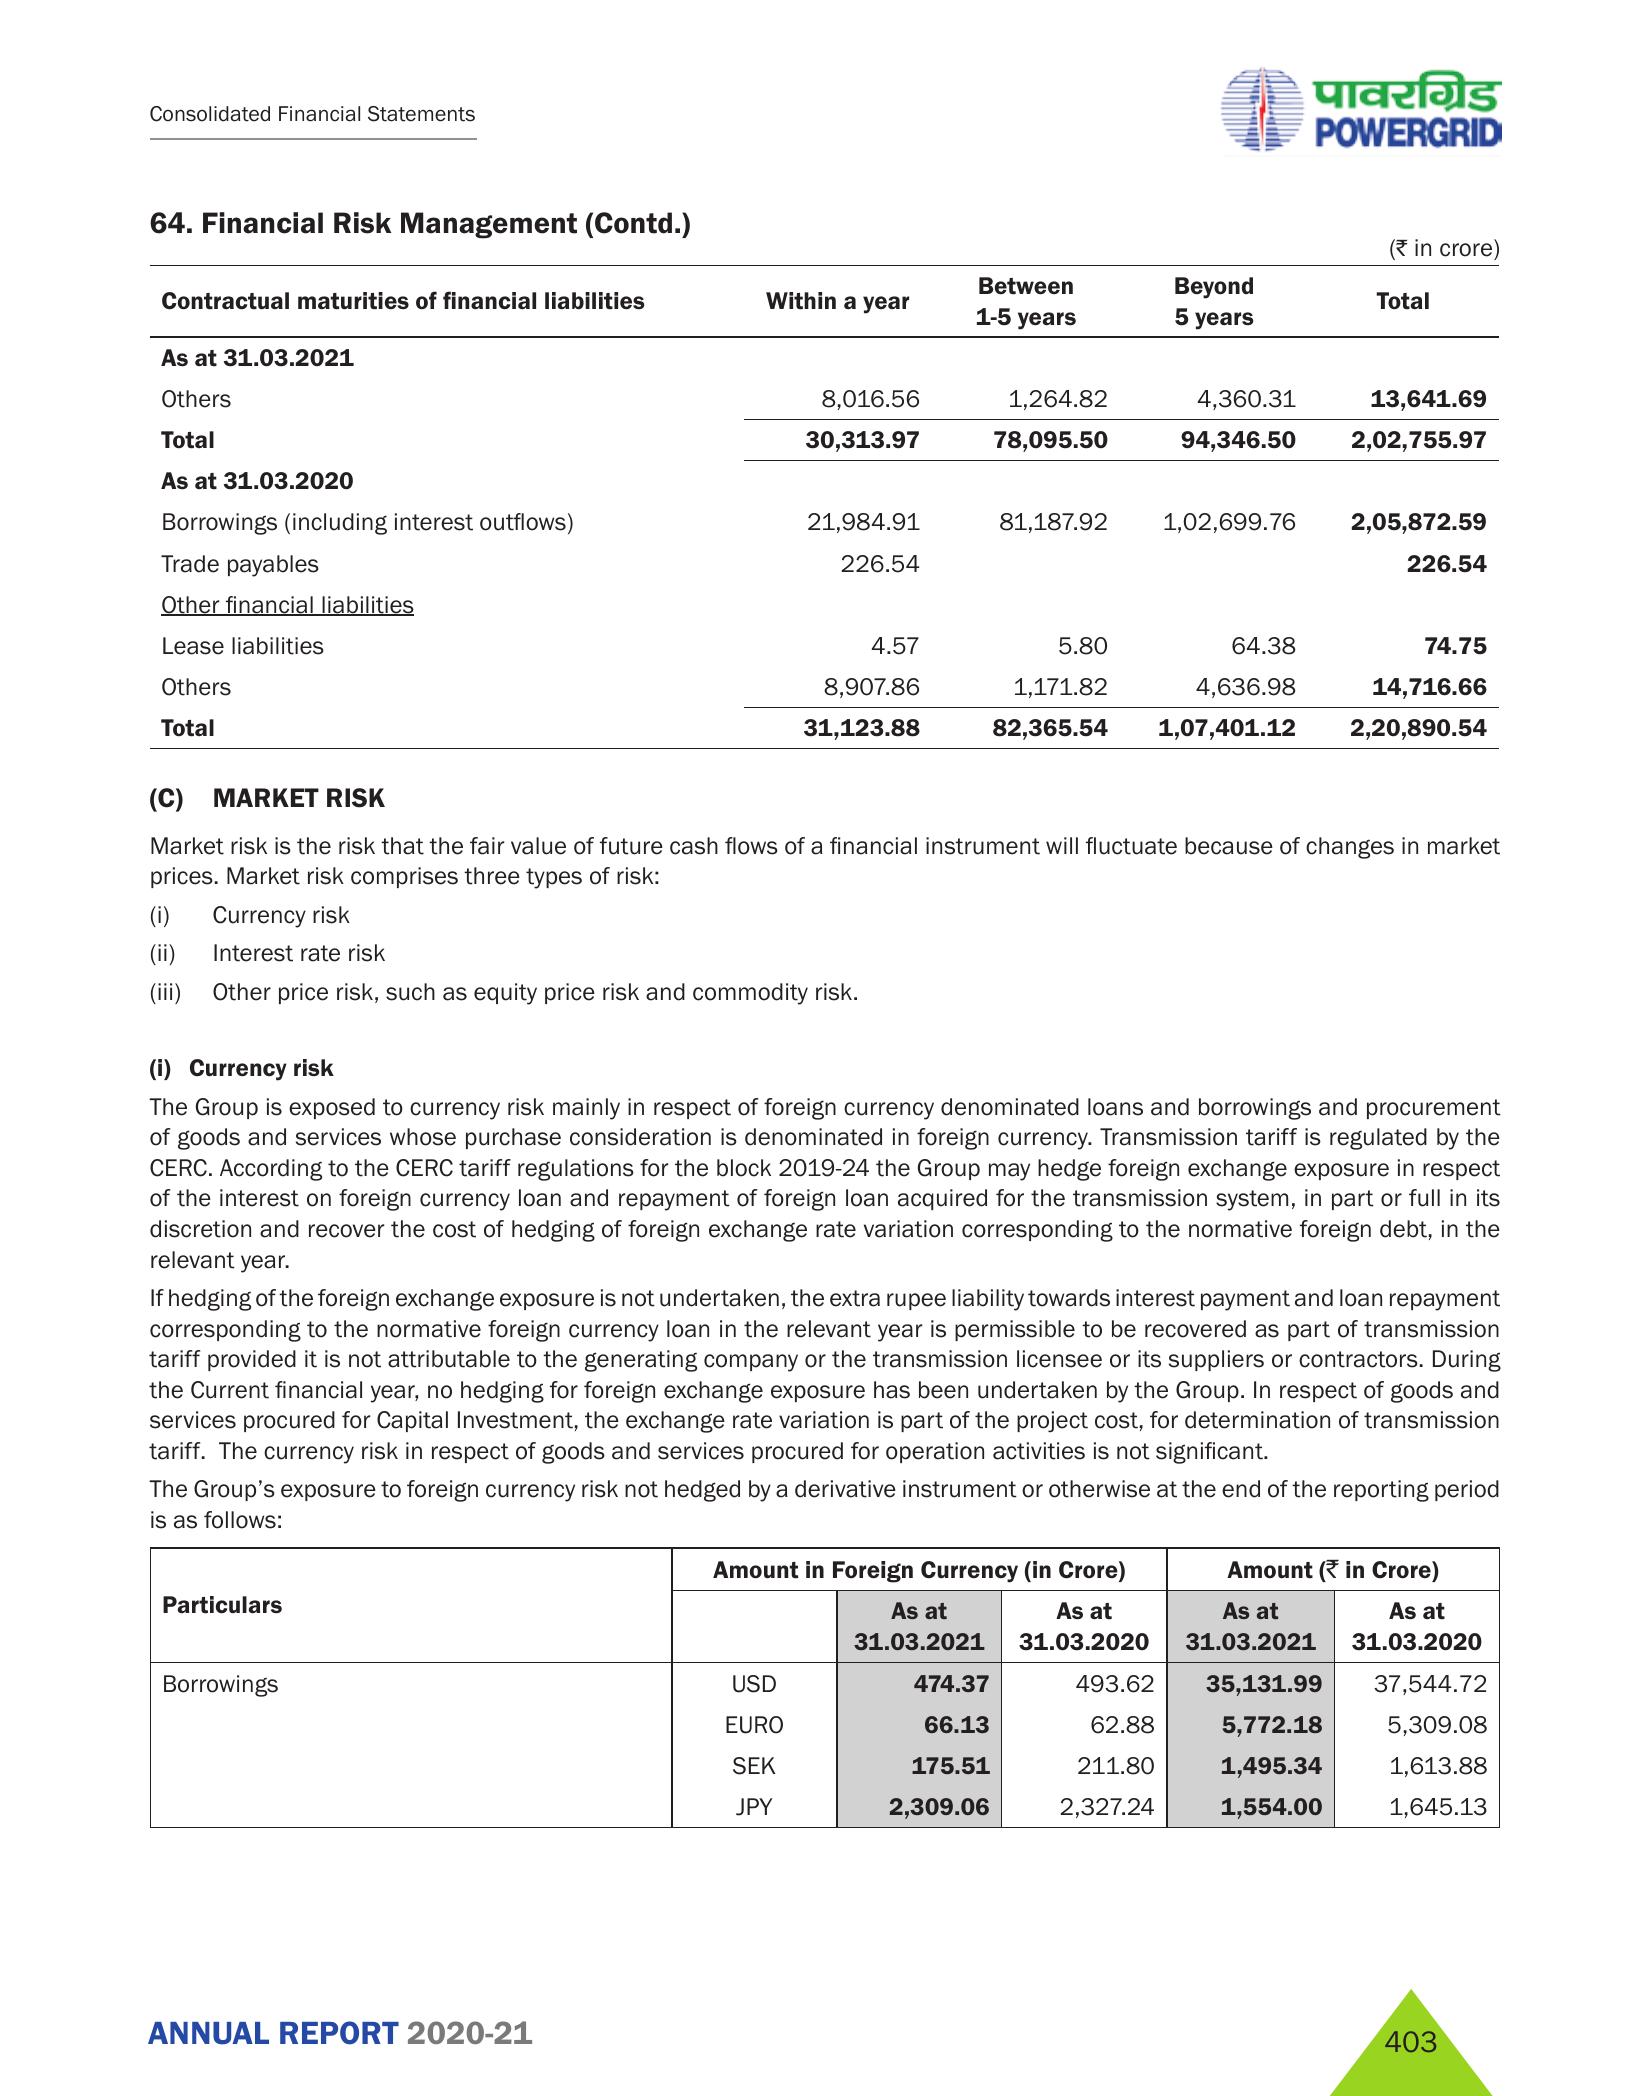 Consolidated Financial Statements
पावरग्रिड
POWERGRID
64. Financial Risk Management (Contd.)
(₹ in crore)
Contractual maturities of financial liabilities Within a year Between 1-5 years Beyond 5 years Total
As at 31.03.2021
Others 8,016.56 1,264.82 4,360.31 13,641.69
Total 30,313.97 78,095.50 94,346.50 2,02,755.97
As at 31.03.2020
Borrowings (including interest outflows) 21,984.91 81,187.92 1,02,699.76 2,05,872.59
Trade payables 226.54 226.54
Other financial liabilities
Lease liabilities 4.57 5.80 64.38 74.75
Others 8,907.86 1,171.82 4,636.98 14,716.66
Total 31,123.88 82,365.54 1,07,401.12 2,20,890.54
(C) MARKET RISK
Market risk is the risk that the fair value of future cash flows of a financial instrument will fluctuate because of changes in market
prices. Market risk comprises three types of risk:
(i) Currency risk
(ii) Interest rate risk
(iii) Other price risk, such as equity price risk and commodity risk.
(i) Currency risk
The Group is exposed to currency risk mainly in respect of foreign currency denominated loans and borrowings and procurement
of goods and services whose purchase consideration is denominated in foreign currency. Transmission tariff is regulated by the
CERC. According to the CERC tariff regulations for the block 2019-24 the Group may hedge foreign exchange exposure in respect
of the interest on foreign currency loan and repayment of foreign loan acquired for the transmission system, in part or full in its
discretion and recover the cost of hedging of foreign exchange rate variation corresponding to the normative foreign debt, in the
relevant year.
If hedging of the foreign exchange exposure is not undertaken, the extra rupee liability towards interest payment and loan repayment
corresponding to the normative foreign currency loan in the relevant year is permissible to be recovered as part of transmission
tariff provided it is not attributable to the generating company or the transmission licensee or its suppliers or contractors. During
the Current financial year, no hedging for foreign exchange exposure has been undertaken by the Group. In respect of goods and
services procured for Capital Investment, the exchange rate variation is part of the project cost, for determination of transmission
tariff. The currency risk in respect of goods and services procured for operation activities is not significant.
The Group's exposure to foreign currency risk not hedged by a derivative instrument or otherwise at the end of the reporting period
is as follows:
Particulars Amount in Foreign Currency (in Crore) Amount (₹ in Crore)
As at 31.03.2021 As at 31.03.2020 As at 31.03.2021 As at 31.03.2020
Borrowings USD 474.37 493.62 35,131.99 37,544.72
EURO 66.13 62.88 5,772.18 5,309.08
SEK 175.51 211.80 1,495.34 1,613.88
JPY 2,309.06 2,327.24 1,554.00 1,645.13
ANNUAL REPORT 2020-21
403